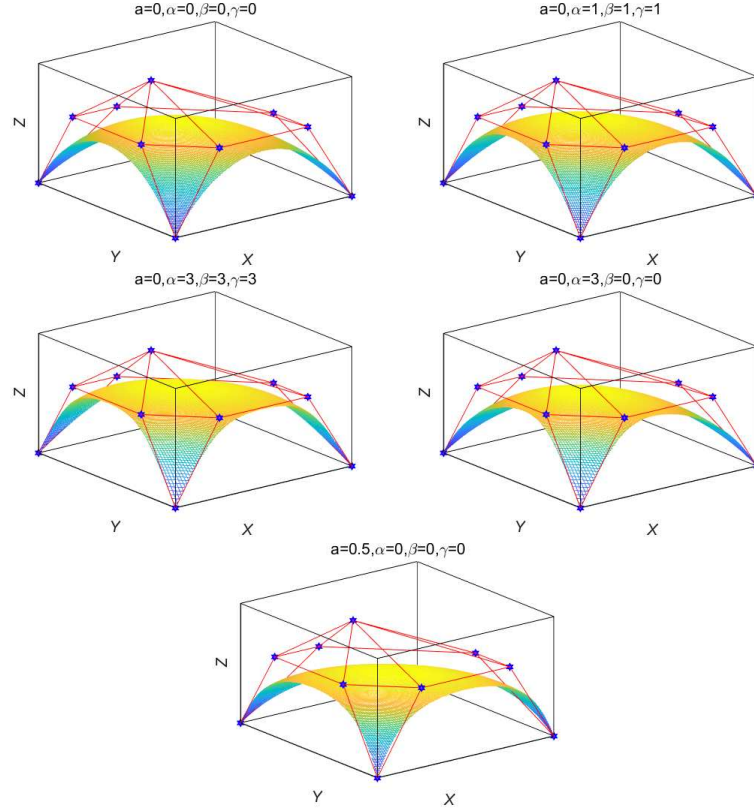 a=0,α=0,β=0,γ=0
a=0,α=1,β=1,γ=1
Z
Y
X
Z
Y
X
a=0,α=3,β=3,γ=3
a=0,α=3,β=0,γ=0
Z
Y
X
Z
Y
X
a=0.5,α=0,β=0,γ=0
Z
Y
X